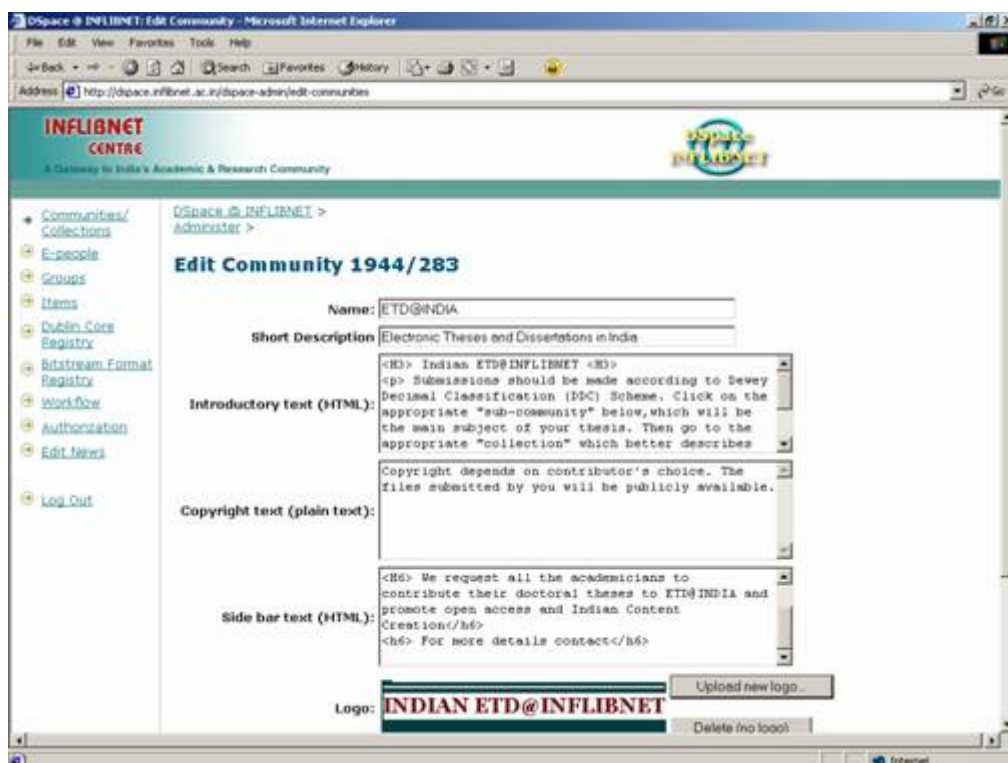 DSpace @ INFLIBNET: Edit Community - Microsoft Internet Explorer
File Edit View Favorites Tools Help
Back Search Favorites History
Address http://dspace.inflibnet.ac.in/dspace-admin/edit-communities Go
INFLIBNET
CENTRE
A Gateway to India's Academic & Research Community
DSpace
INFLIBNET
Communities/
Collections
E-people
Groups
Items
Dublin Core
Registry
Bitstream Format
Registry
Workflow
Authorization
Edit News
Log Out
DSpace @ INFLIBNET >
Administer >
Edit Community 1944/283
Name: ETD@INDIA
Short Description Electronic Theses and Dissertations in India
Introductory text (HTML):
<H3> Indian ETD@INFLIBNET <H3>
<p> Submissions should be made according to Dewey
Decimal Classification (DDC) Scheme. Click on the
appropriate "sub-community" below,which will be
the main subject of your thesis. Then go to the
appropriate "collection" which better describes
Copyright text (plain text):
Copyright depends on contributor's choice. The
files submitted by you will be publicly available.
Side bar text (HTML):
<H6> We request all the academicians to
contribute their doctoral theses to ETD@INDIA and
promote open access and Indian Content
Creation</h6>
<h6> For more details contact</h6>
Logo: INDIAN ETD@INFLIBNET
Upload new logo...
Delete (no logo)
Internet